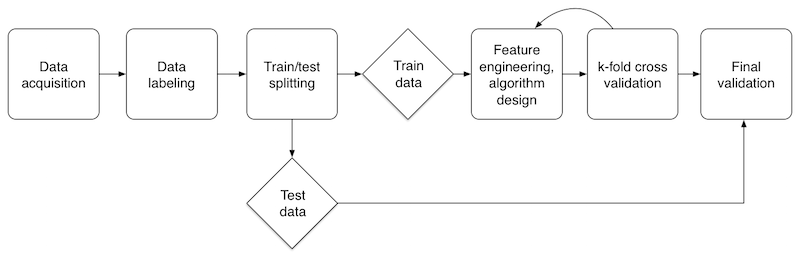 Data
acquisition
Data
labeling
Train/test
splitting
Train
data
Feature
engineering,
algorithm
design
k-fold cross
validation
Final
validation
Test
data